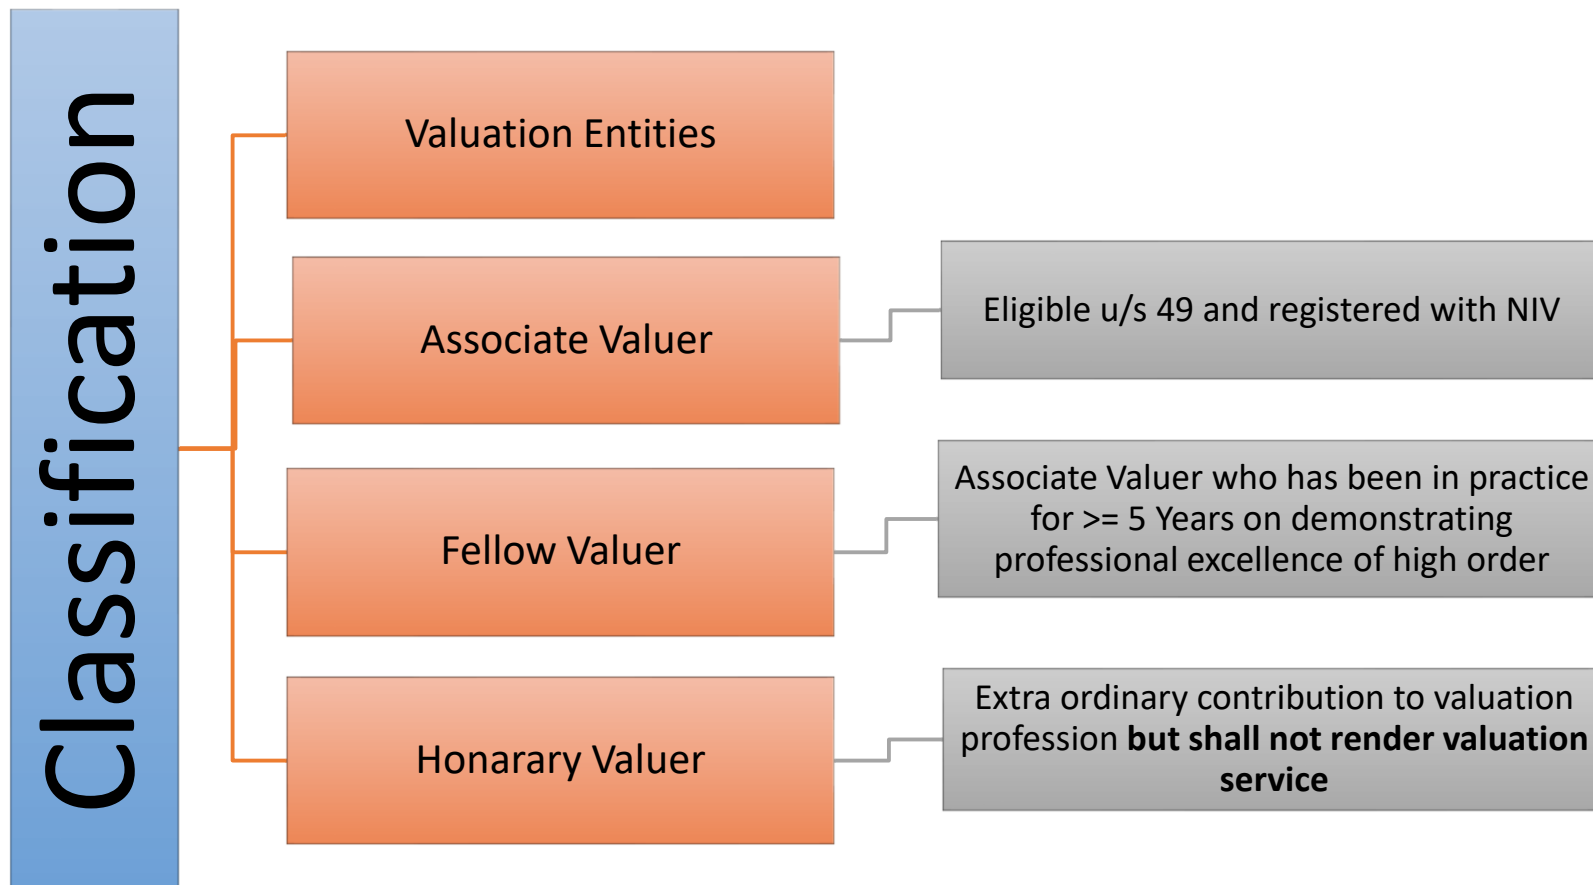 Classification
Valuation Entities
Associate Valuer
Eligible u/s 49 and registered with NIV
Fellow Valuer
Associate Valuer who has been in practice
for >= 5 Years on demonstrating
professional excellence of high order
Honarary Valuer
Extra ordinary contribution to valuation
profession but shall not render valuation
service